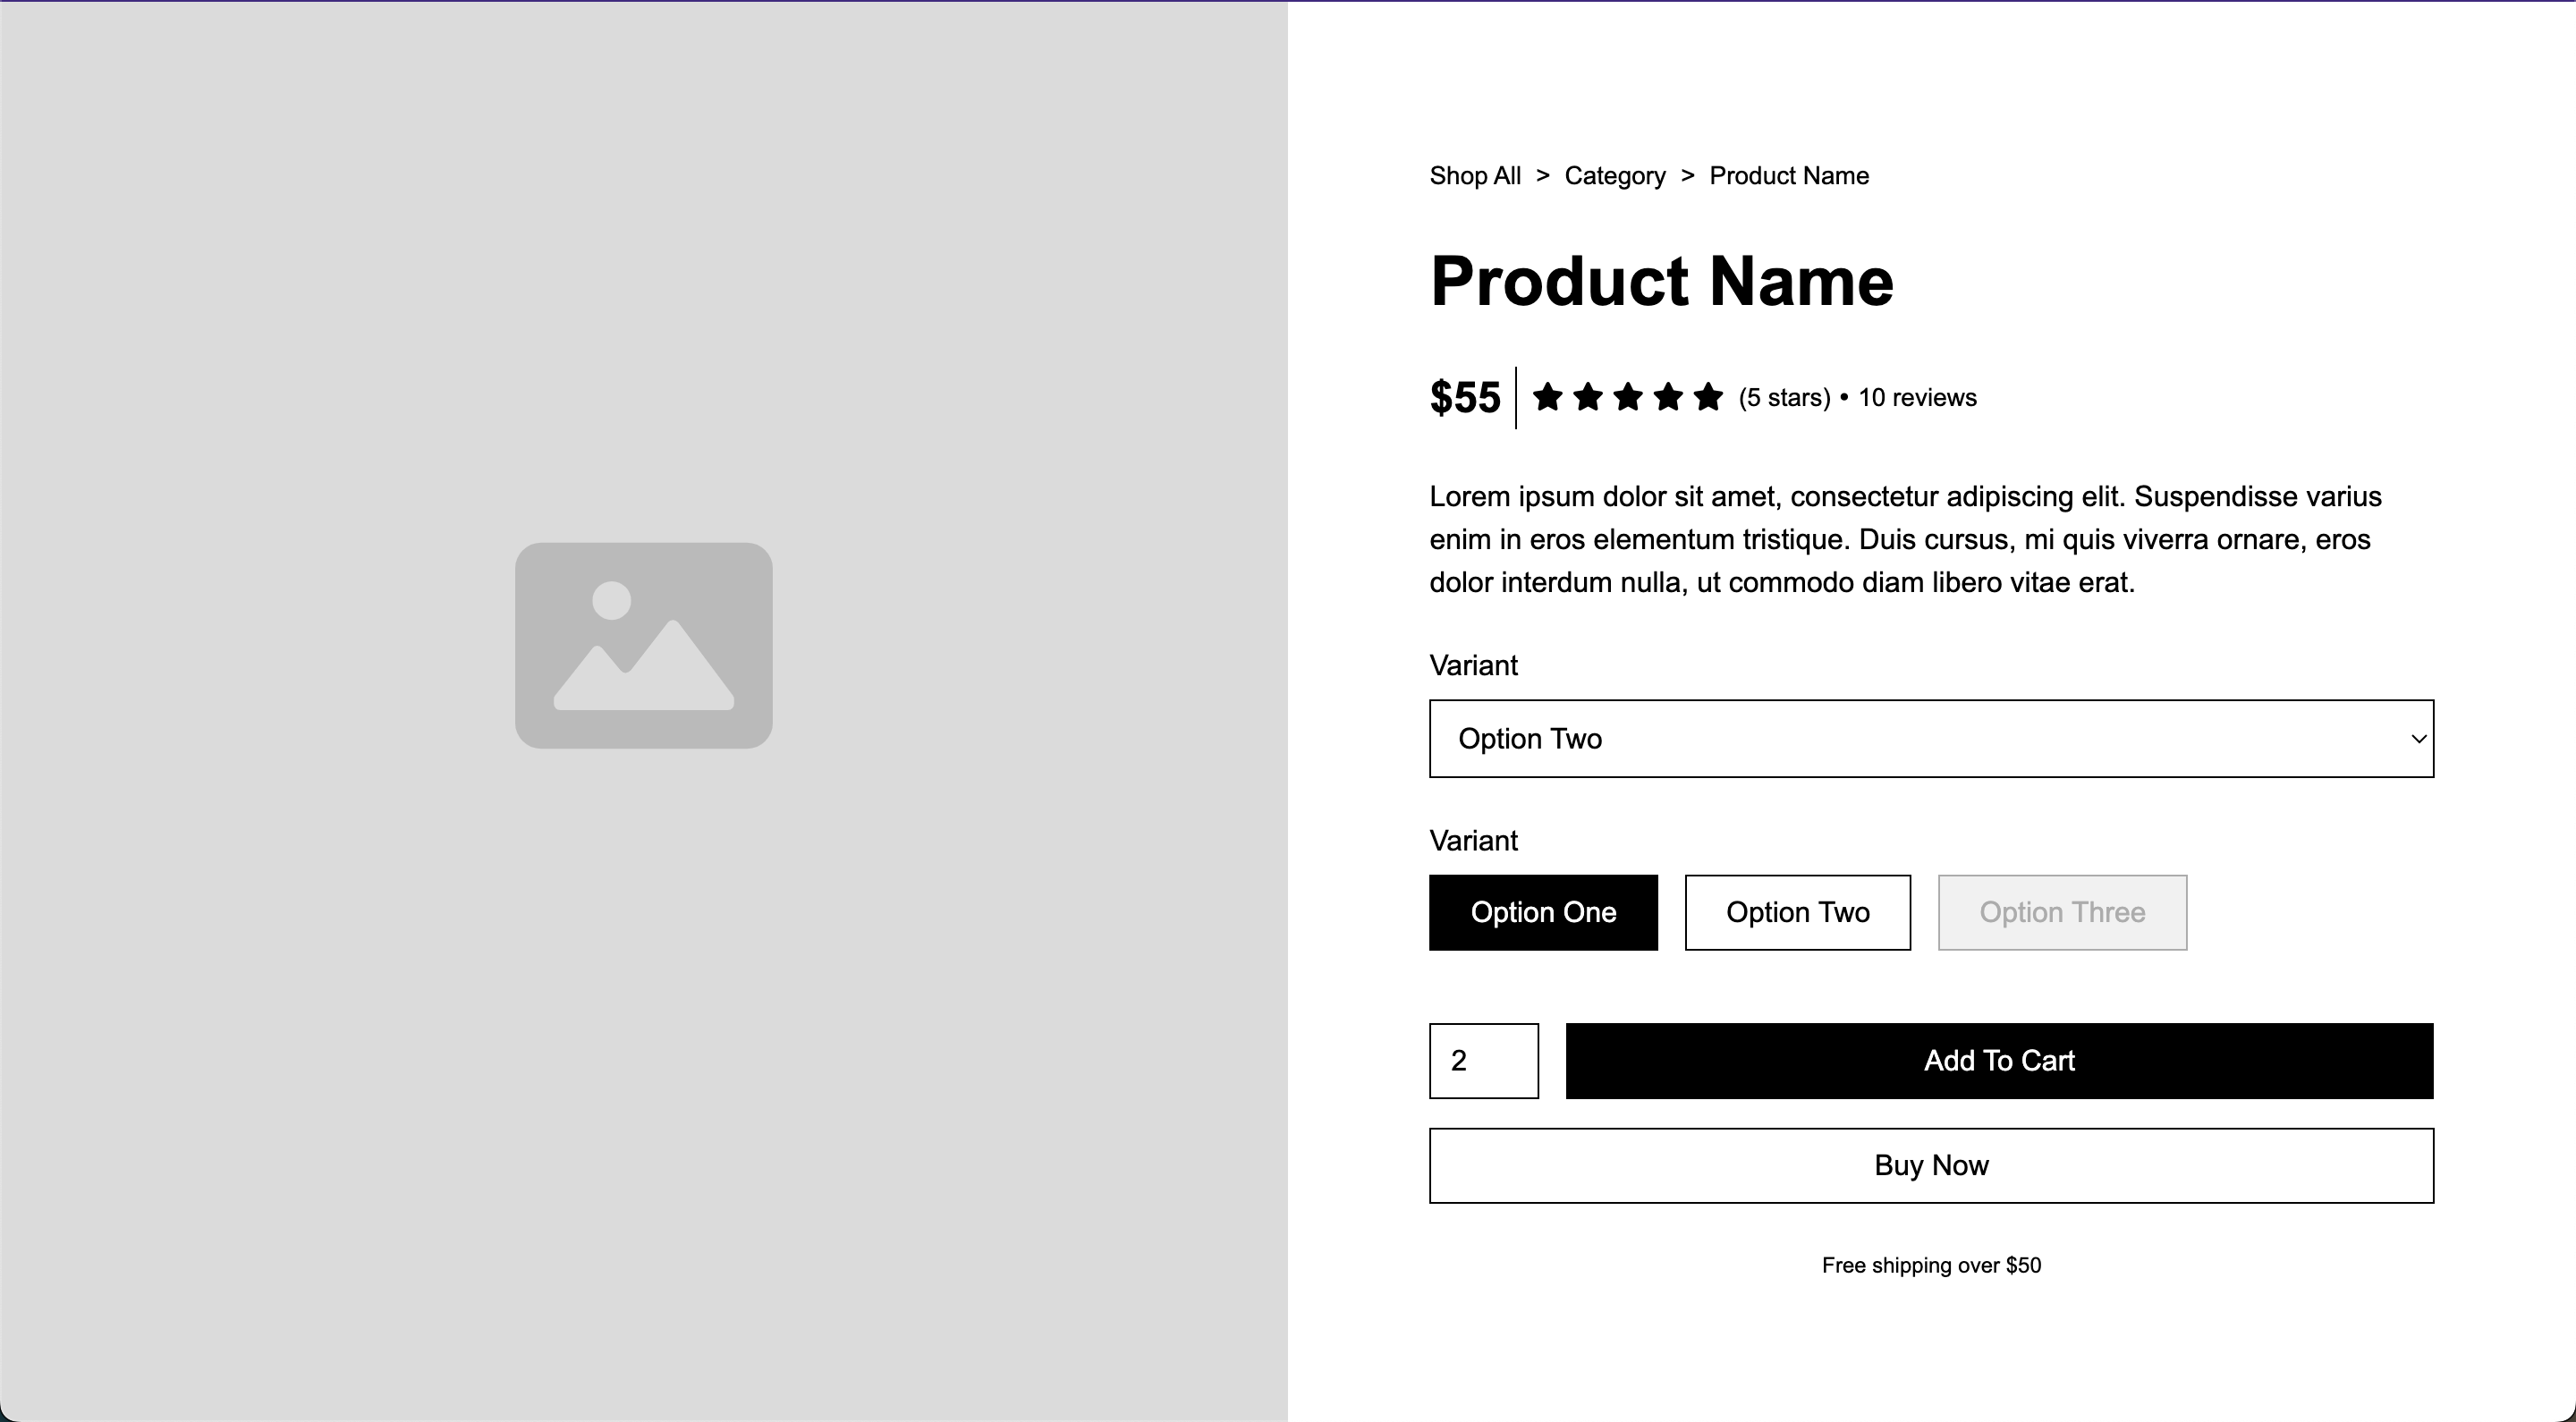 Shop All > Category > Product Name
Product Name
$55
(5 stars) • 10 reviews
Lorem ipsum dolor sit amet, consectetur adipiscing elit. Suspendisse varius
enim in eros elementum tristique. Duis cursus, mi quis viverra ornare, eros
dolor interdum nulla, ut commodo diam libero vitae erat.
Variant
Option Two
Variant
Option One
Option Two
Option Three
2
Add To Cart
Buy Now
Free shipping over $50